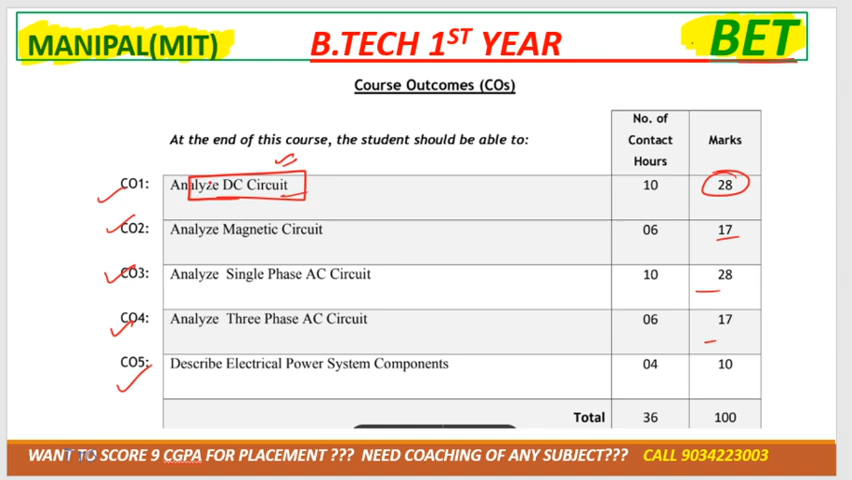 MANIPAL(MIT) B.TECH 1ST YEAR BET
Course Outcomes (COs)
At the end of this course, the student should be able to: No. of Contact Hours Marks
CO1: Analyze DC Circuit 10 28
CO2: Analyze Magnetic Circuit 06 17
CO3: Analyze Single Phase AC Circuit 10 28
CO4: Analyze Three Phase AC Circuit 06 17
CO5: Describe Electrical Power System Components 04 10
Total 36 100
WANT TO SCORE 9 CGPA FOR PLACEMENT ??? NEED COACHING OF ANY SUBJECT??? CALL 9034223003